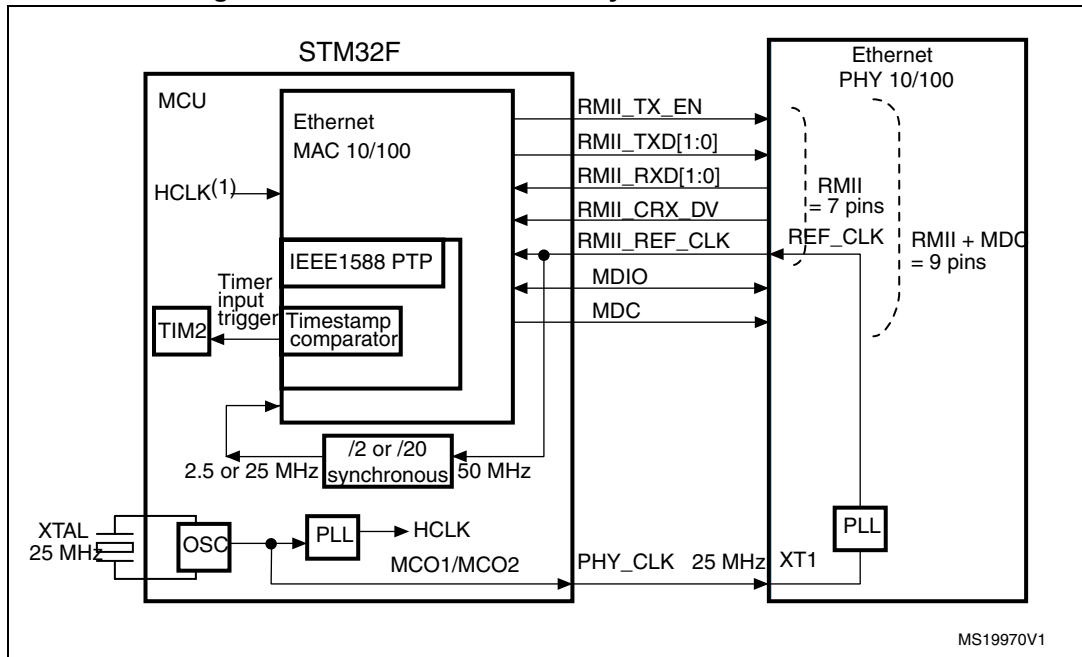 STM32F
MCU
Ethernet
MAC 10/100
HCLK(1)
IEEE1588 PTP
Timer
input
trigger
TIM2
Timestamp
comparator
/2 or /20
synchronous
2.5 or 25 MHz
50 MHz
XTAL
25 MHz
OSC
PLL
HCLK
MCO1/MCO2
RMII_TX_EN
RMII_TXD[1:0]
RMII_RXD[1:0]
RMII_CRX_DV
RMII_REF_CLK
MDIO
MDC
PHY_CLK 25 MHz
Ethernet
PHY 10/100
RMII
= 7 pins
REF_CLK
RMII + MDC
= 9 pins
PLL
XT1
MS19970V1